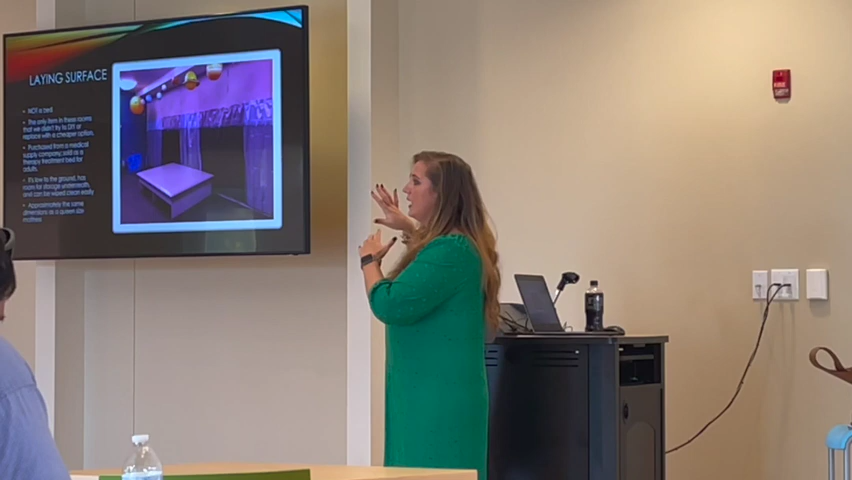 LAYING SURFACE
• NOT a bed
• The only item in these rooms
that we didn't try to DIY or
replace with a cheaper option.
• Purchased from a medical
supply company; sold as a
therapy treatment bed for
adults.
• It's low to the ground, has
room for storage underneath,
and can be wiped clean easily
• Approximately the same
dimensions as a queen size
mattress
FIRE